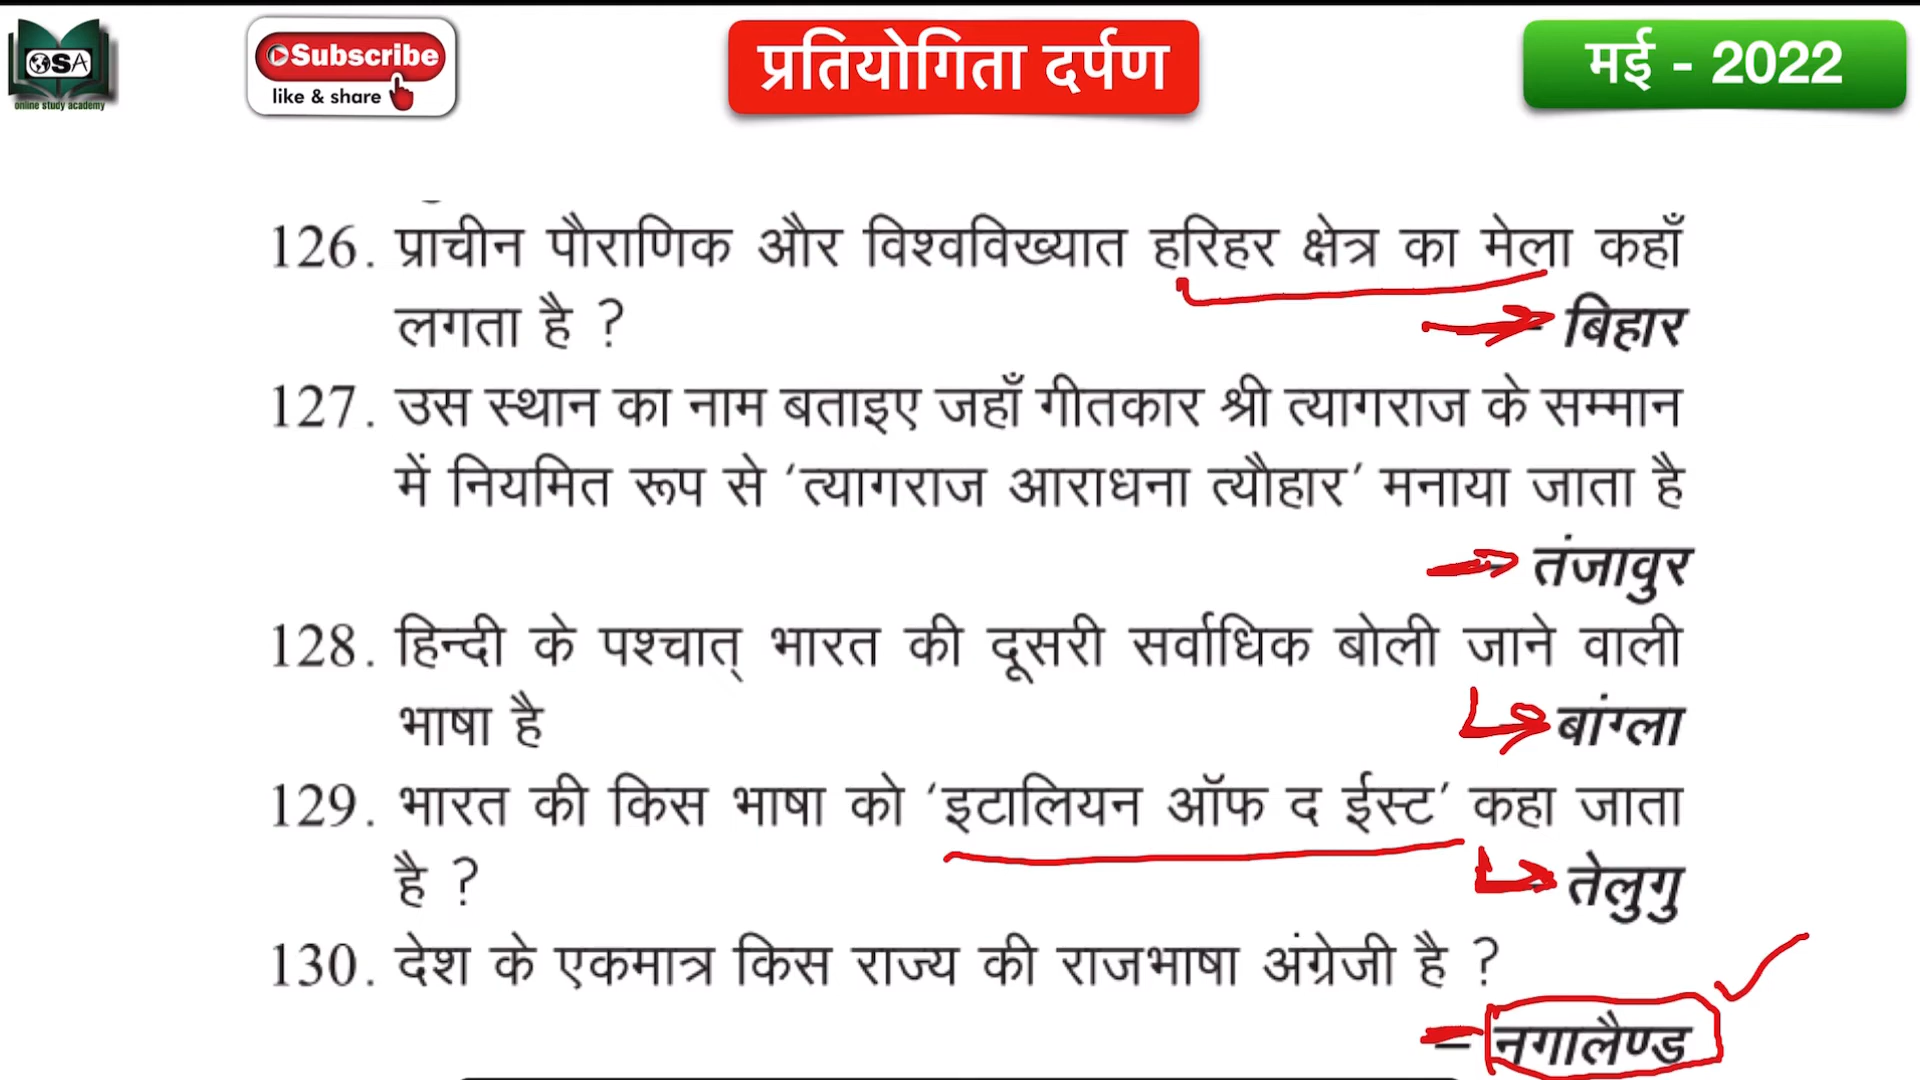 OSA
online study academy
Subscribe
like & share
प्रतियोगिता दर्पण
मई - 2022
126. प्राचीन पौराणिक और विश्वविख्यात हरिहर क्षेत्र का मेला कहाँ
लगता है ? – बिहार
127. उस स्थान का नाम बताइए जहाँ गीतकार श्री त्यागराज के सम्मान
में नियमित रूप से ‘त्यागराज आराधना त्यौहार’ मनाया जाता है
– तंजावुर
128. हिन्दी के पश्चात् भारत की दूसरी सर्वाधिक बोली जाने वाली
भाषा है – बांग्ला
129. भारत की किस भाषा को ‘इटालियन ऑफ द ईस्ट’ कहा जाता
है ? – तेलुगु
130. देश के एकमात्र किस राज्य की राजभाषा अंग्रेजी है ?
– नगालैण्ड